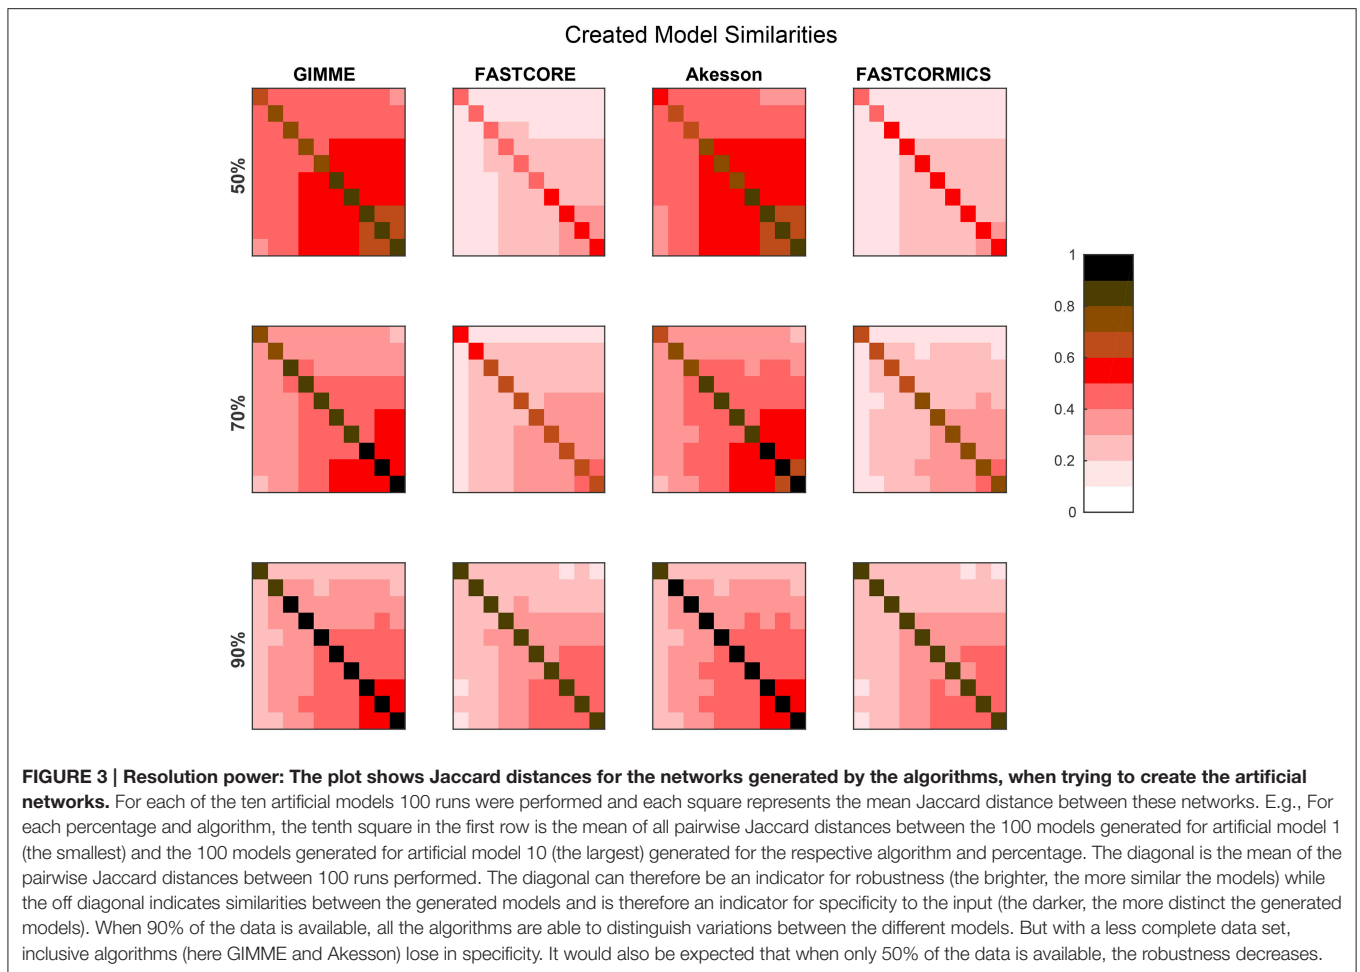 Created Model Similarities
GIMME FASTCORE Akesson FASTCORMICS
50%
70%
90%
1
0.8
0.6
0.4
0.2
0
FIGURE 3 | Resolution power: The plot shows Jaccard distances for the networks generated by the algorithms, when trying to create the artificial
networks. For each of the ten artificial models 100 runs were performed and each square represents the mean Jaccard distance between these networks. E.g., For
each percentage and algorithm, the tenth square in the first row is the mean of all pairwise Jaccard distances between the 100 models generated for artificial model 1
(the smallest) and the 100 models generated for artificial model 10 (the largest) generated for the respective algorithm and percentage. The diagonal is the mean of the
pairwise Jaccard distances between 100 runs performed. The diagonal can therefore be an indicator for robustness (the brighter, the more similar the models) while
the off diagonal indicates similarities between the generated models and is therefore an indicator for specificity to the input (the darker, the more distinct the generated
models). When 90% of the data is available, all the algorithms are able to distinguish variations between the different models. But with a less complete data set,
inclusive algorithms (here GIMME and Akesson) lose in specificity. It would also be expected that when only 50% of the data is available, the robustness decreases.